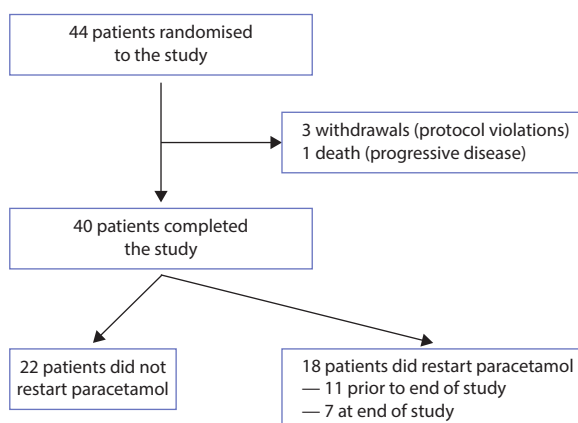 44 patients randomised
to the study
3 withdrawals (protocol violations)
1 death (progressive disease)
40 patients completed
the study
22 patients did not
restart paracetamol
18 patients did restart paracetamol
— 11 prior to end of study
— 7 at end of study